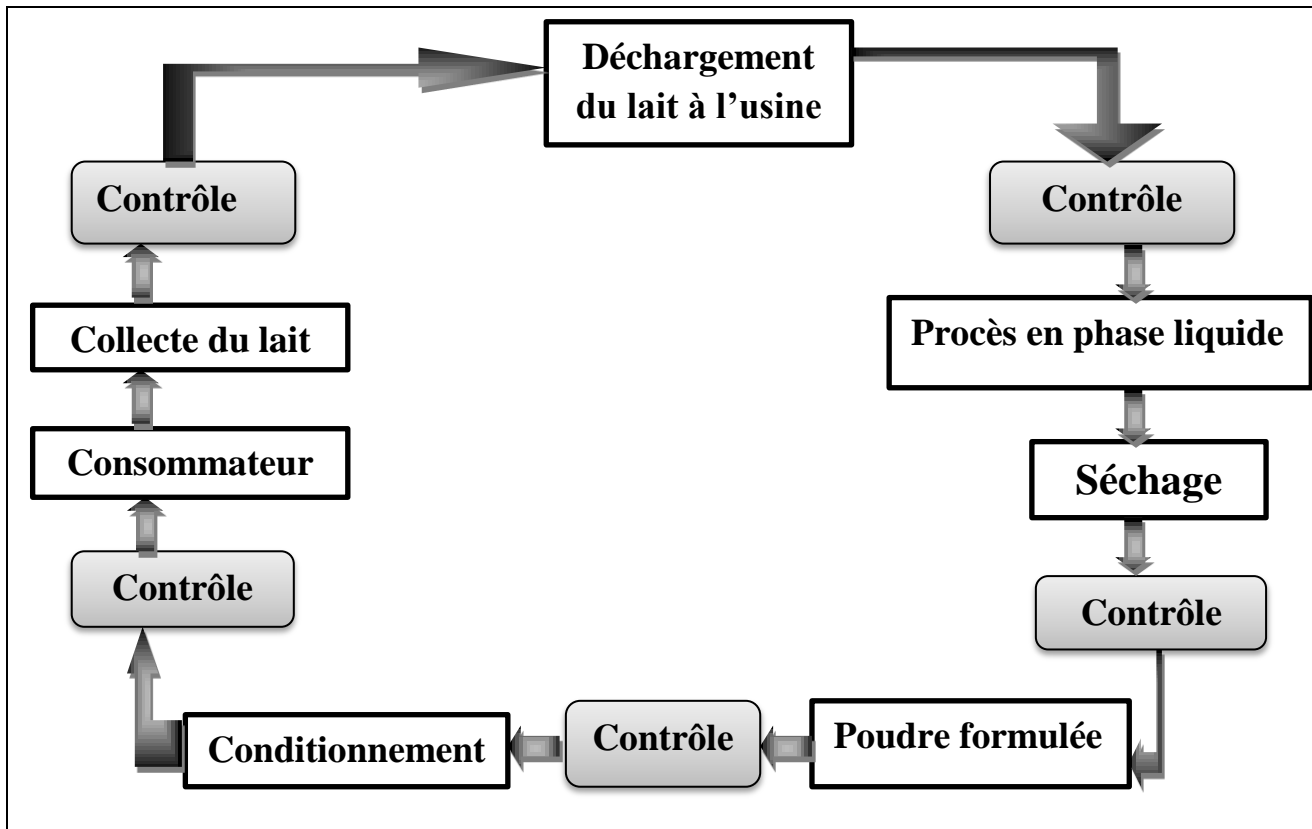 Déchargement
du lait à l’usine
Contrôle
Contrôle
Collecte du lait
Procès en phase liquide
Consommateur
Séchage
Contrôle
Contrôle
Conditionnement
Contrôle
Poudre formulée